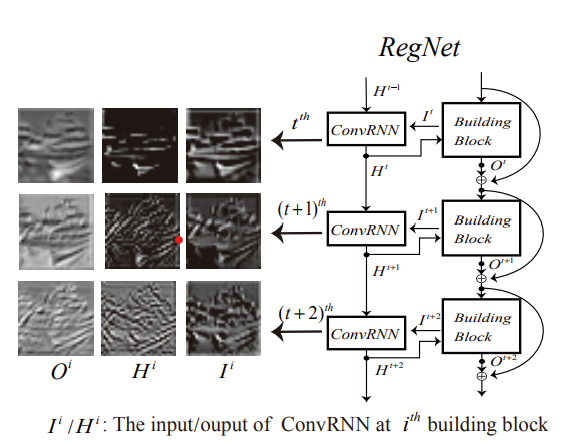 RegNet
H^{t-1}
t^{th} ConvRNN I^t Building Block
H^t O^t
(t+1)^{th} ConvRNN I^{t+1} Building Block
H^{t+1} O^{t+1}
(t+2)^{th} ConvRNN I^{t+2} Building Block
H^{t+2} O^{t+2}
O^i H^i I^i
I^i /H^i: The input/ouput of ConvRNN at i^{th} building block